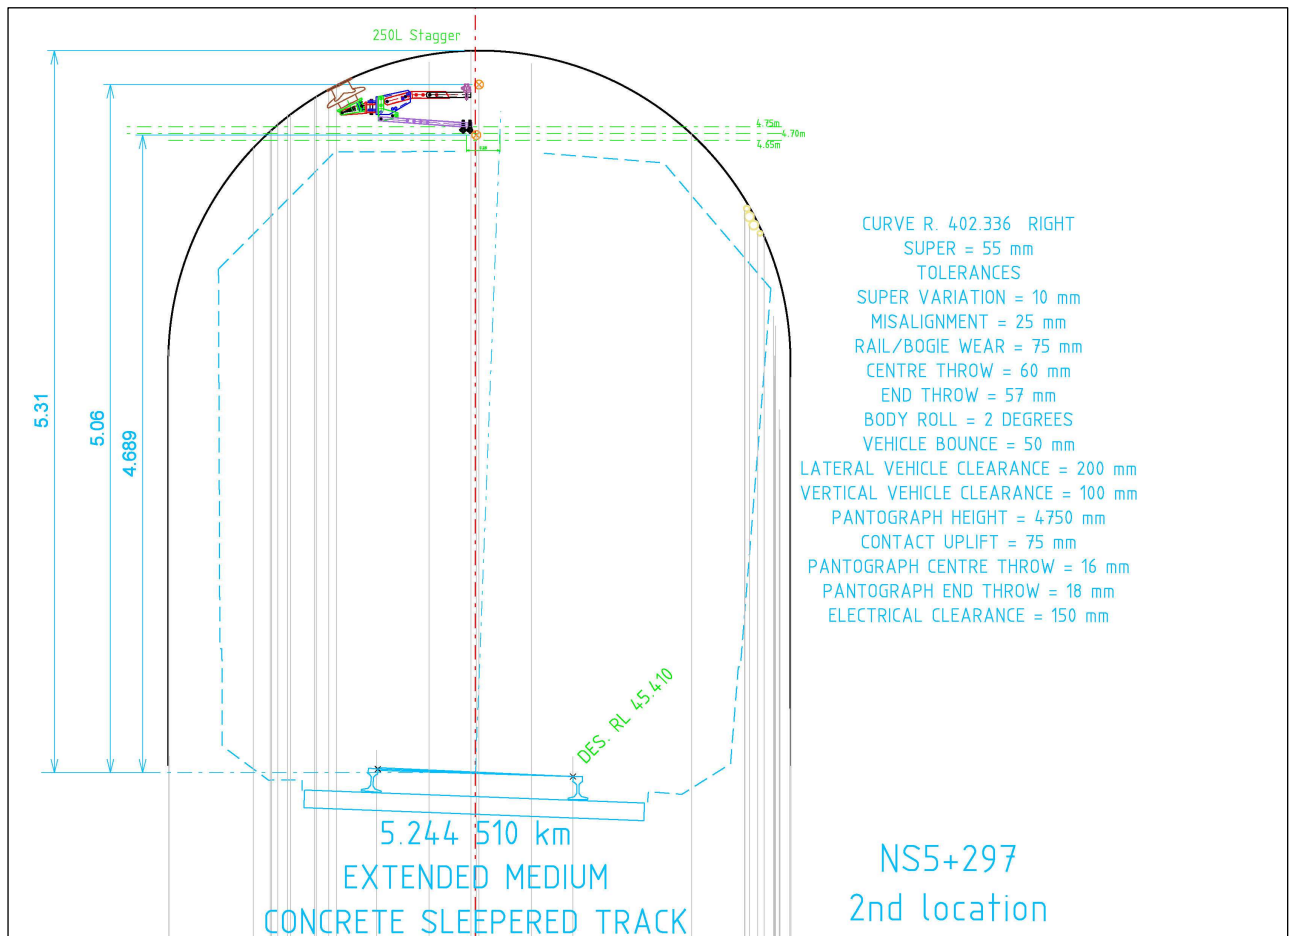 250L Stagger
4.75m
4.70m
4.65m
5.31
5.06
4.689
CURVE R. 402.336 RIGHT
SUPER = 55 mm
TOLERANCES
SUPER VARIATION = 10 mm
MISALIGNMENT = 25 mm
RAIL/BOGIE WEAR = 75 mm
CENTRE THROW = 60 mm
END THROW = 57 mm
BODY ROLL = 2 DEGREES
VEHICLE BOUNCE = 50 mm
LATERAL VEHICLE CLEARANCE = 200 mm
VERTICAL VEHICLE CLEARANCE = 100 mm
PANTOGRAPH HEIGHT = 4750 mm
CONTACT UPLIFT = 75 mm
PANTOGRAPH CENTRE THROW = 16 mm
PANTOGRAPH END THROW = 18 mm
ELECTRICAL CLEARANCE = 150 mm
DES. RL 45.410
5.244 510 km
EXTENDED MEDIUM
CONCRETE SLEEPERED TRACK
NS5+297
2nd location